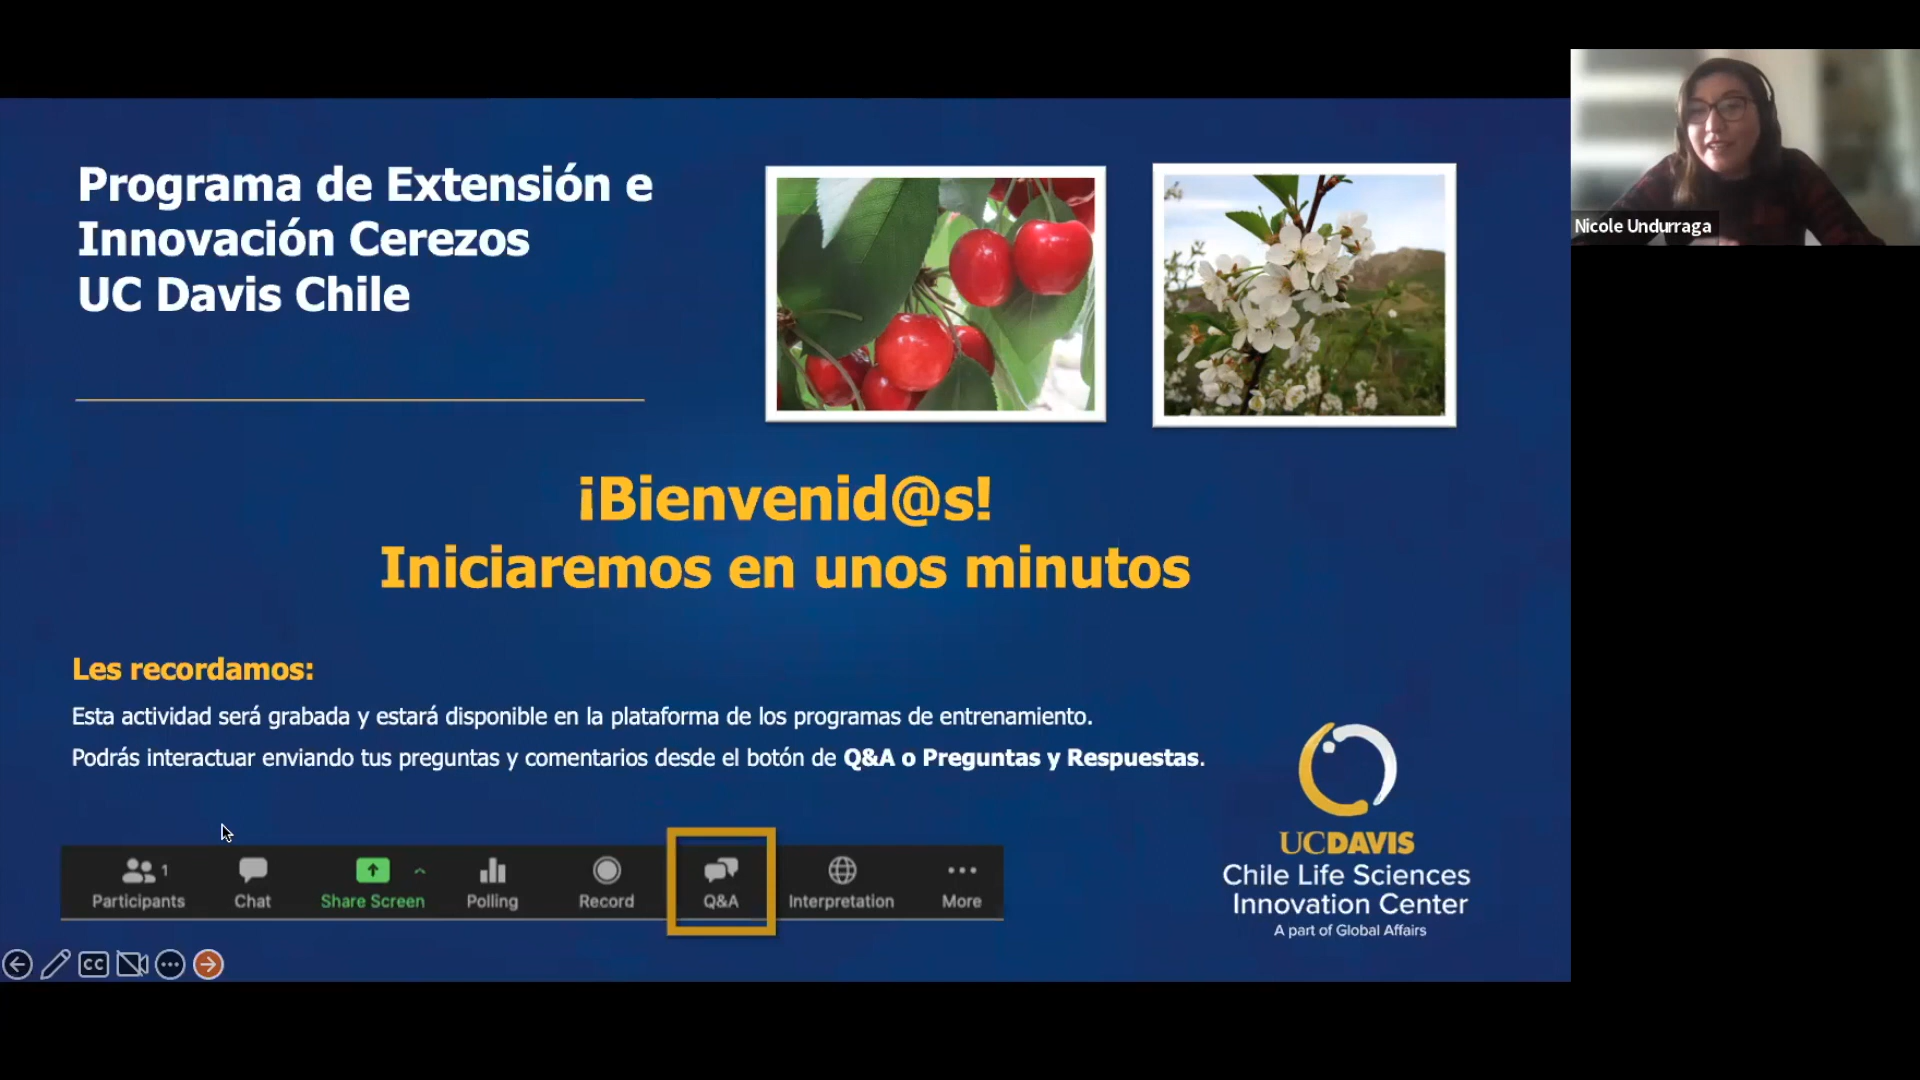 Programa de Extensión e
Innovación Cerezos
UC Davis Chile
Nicole Undurraga
¡Bienvenid@s!
Iniciaremos en unos minutos
Les recordamos:
Esta actividad será grabada y estará disponible en la plataforma de los programas de entrenamiento.
Podrás interactuar enviando tus preguntas y comentarios desde el botón de Q&A o Preguntas y Respuestas.
1
Participants
Chat
Share Screen
Polling
Record
Q&A
Interpretation
More
UCDAVIS
Chile Life Sciences
Innovation Center
A part of Global Affairs
CC